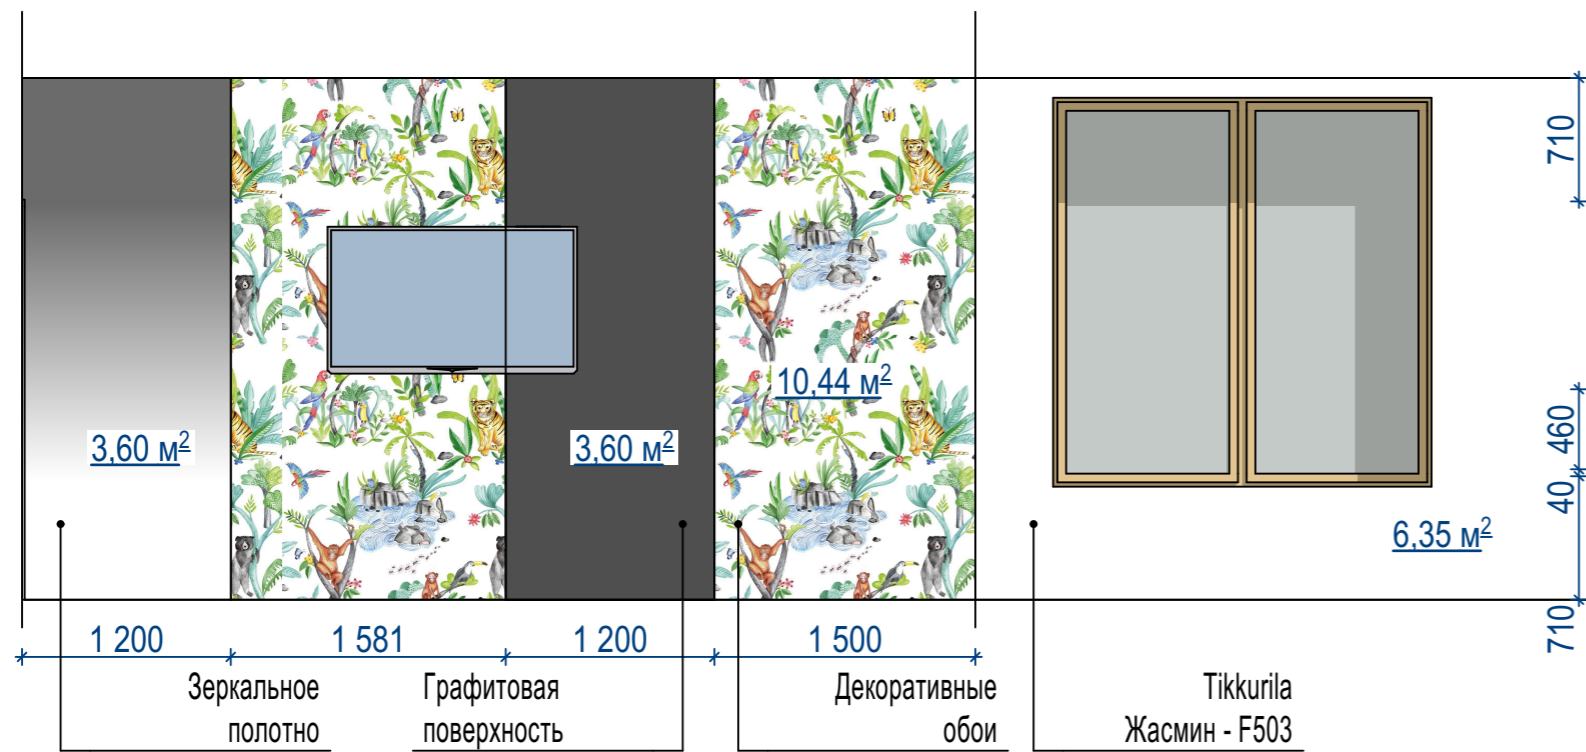 710
10,44 м²
460
3,60 м²
3,60 м²
40
6,35 м²
710
1 200
1 581
1 200
1 500
Зеркальное
полотно
Графитовая
поверхность
Декоративные
обои
Tikkurila
Жасмин - F503